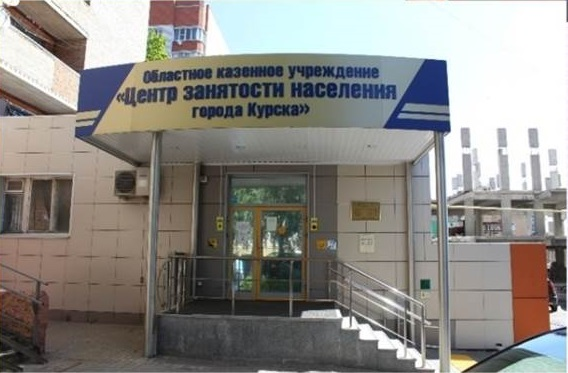 Областное казенное учреждение
«Центр занятости населения
города Курска»